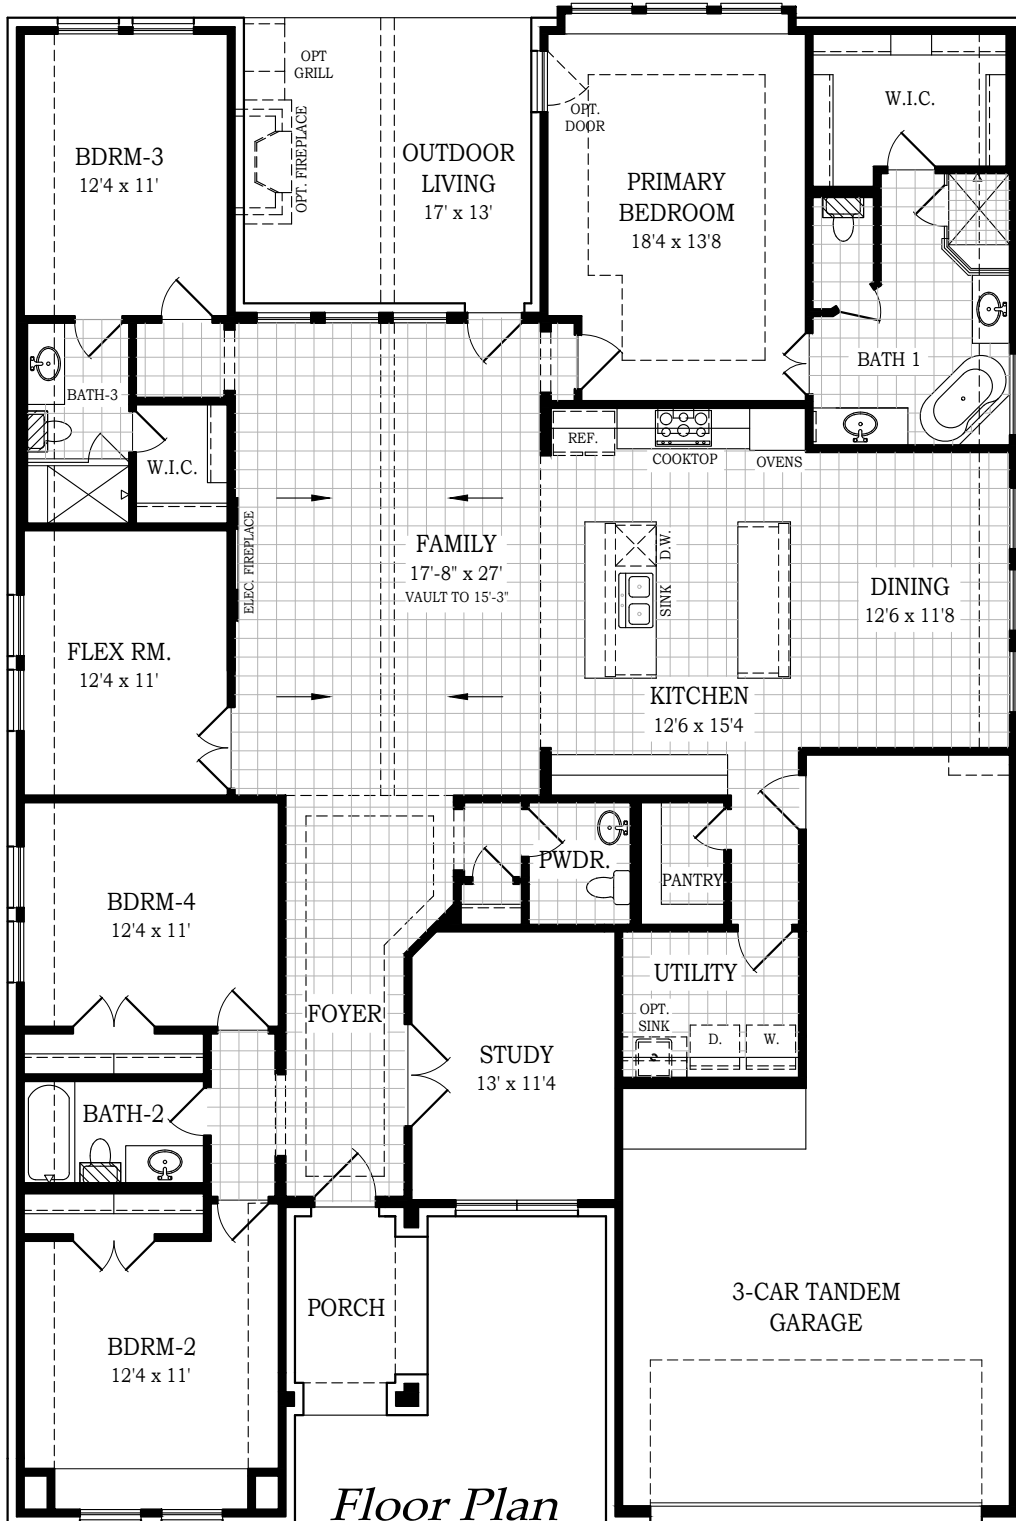 OPT
GRILL
OPT. FIREPLACE
OPT.
DOOR
W.I.C.
BDRM-3
12'4 x 11'
OUTDOOR
LIVING
17' x 13'
PRIMARY
BEDROOM
18'4 x 13'8
BATH 1
BATH-3
W.I.C.
REF.
COOKTOP
OVENS
ELEC. FIREPLACE
FAMILY
17'-8" x 27'
VAULT TO 15'-3"
D.W.
SINK
DINING
12'6 x 11'8
FLEX RM.
12'4 x 11'
KITCHEN
12'6 x 15'4
PWDR.
PANTRY
BDRM-4
12'4 x 11'
UTILITY
OPT.
SINK
D.
W.
FOYER
STUDY
13' x 11'4
BATH-2
PORCH
3-CAR TANDEM
GARAGE
BDRM-2
12'4 x 11'
Floor Plan